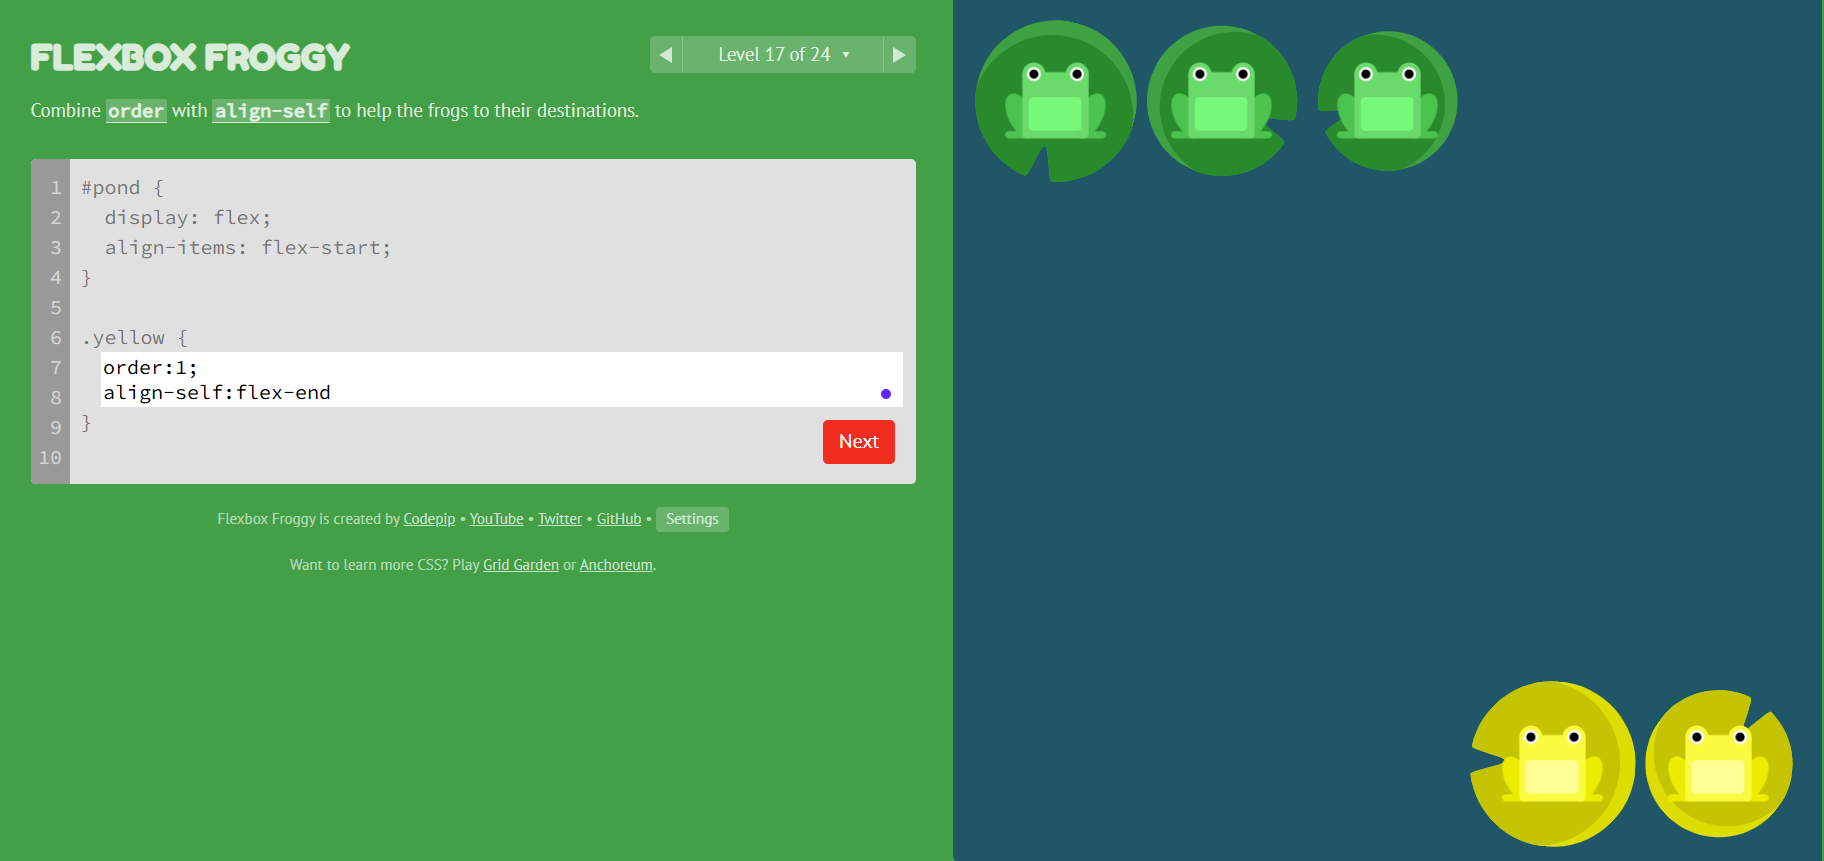 FLEXBOX FROGGY
Level 17 of 24 ▼
Combine order with align-self to help the frogs to their destinations.
1 #pond {
2 display: flex;
3 align-items: flex-start;
4 }
5
6 .yellow {
7 order:1;
8 align-self:flex-end
9 }
10
Next
Flexbox Froggy is created by Codepip • YouTube • Twitter • GitHub • Settings
Want to learn more CSS? Play Grid Garden or Anchoreum.